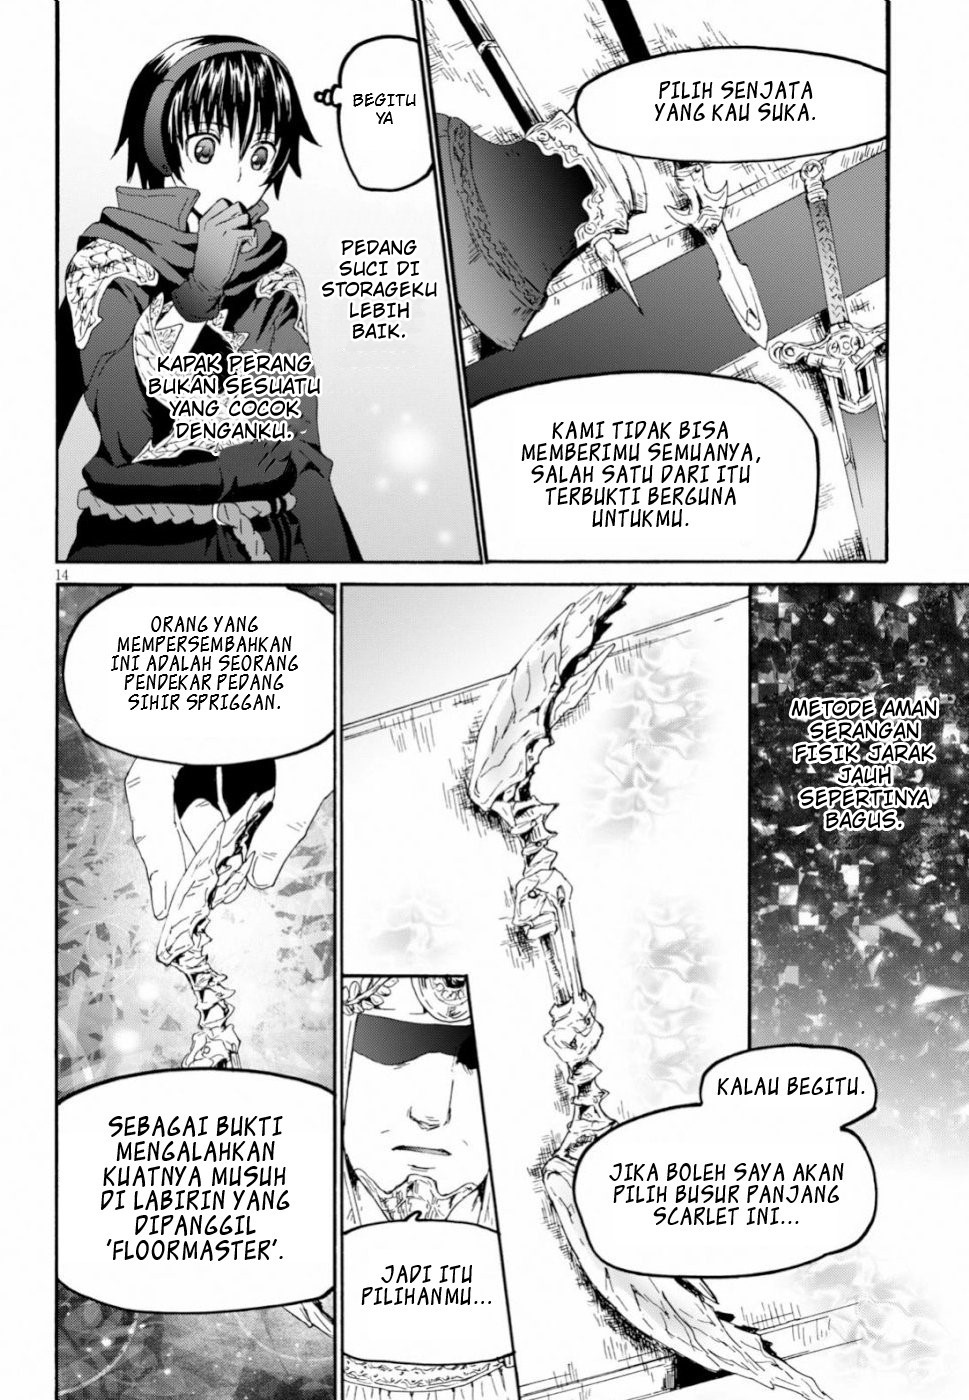 PILIH SENJATA
YANG KAU SUKA.
KAMI TIDAK BISA
MEMBERIMU SEMUANYA,
SALAH SATU DARI ITU
TERBUKTI BERGUNA
UNTUKMU.
BEGITU
YA
PEDANG
SUCI DI
STORAGEKU
LEBIH
BAIK.
KAPAK PERANG
BUKAN SESUATU
YANG COCOK
DENGANKU.
14
METODE AMAN
SERANGAN
FISIK JARAK
JAUH
SEPERTINYA
BAGUS.
KALAU BEGITU.
JIKA BOLEH SAYA AKAN
PILIH BUSUR PANJANG
SCARLET INI...
JADI ITU
PILIHANMU...
ORANG YANG
MEMPERSEMBAHKAN
INI ADALAH SEORANG
PENDEKAR PEDANG
SIHIR SPRIGGAN.
SEBAGAI BUKTI
MENGALAHKAN
KUATNYA MUSUH
DI LABIRIN YANG
DIPANGGIL
'FLOORMASTER'.